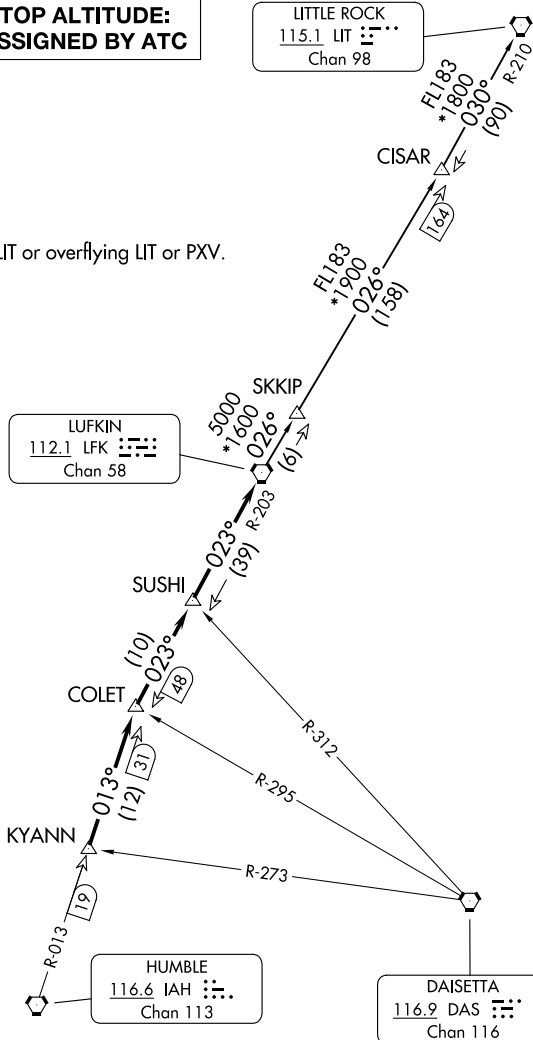 TOP ALTITUDE:
ASSIGNED BY ATC
LITTLE ROCK
115.1 LIT
Chan 98
R-210
FL183
*1800
030°
(90)
CISAR
164
LIT or overflying LIT or PXV.
FL183
*1900
026°
(158)
SKKIP
5000
*1600
026°
(6)
LUFKIN
112.1 LFK
Chan 58
R-203
023°
(39)
SUSHI
(10)
023°
48
COLET
R-312
31
013°
(12)
R-295
KYANN
R-273
19
R-013
HUMBLE
116.6 IAH
Chan 113
DAISETTA
116.9 DAS
Chan 116